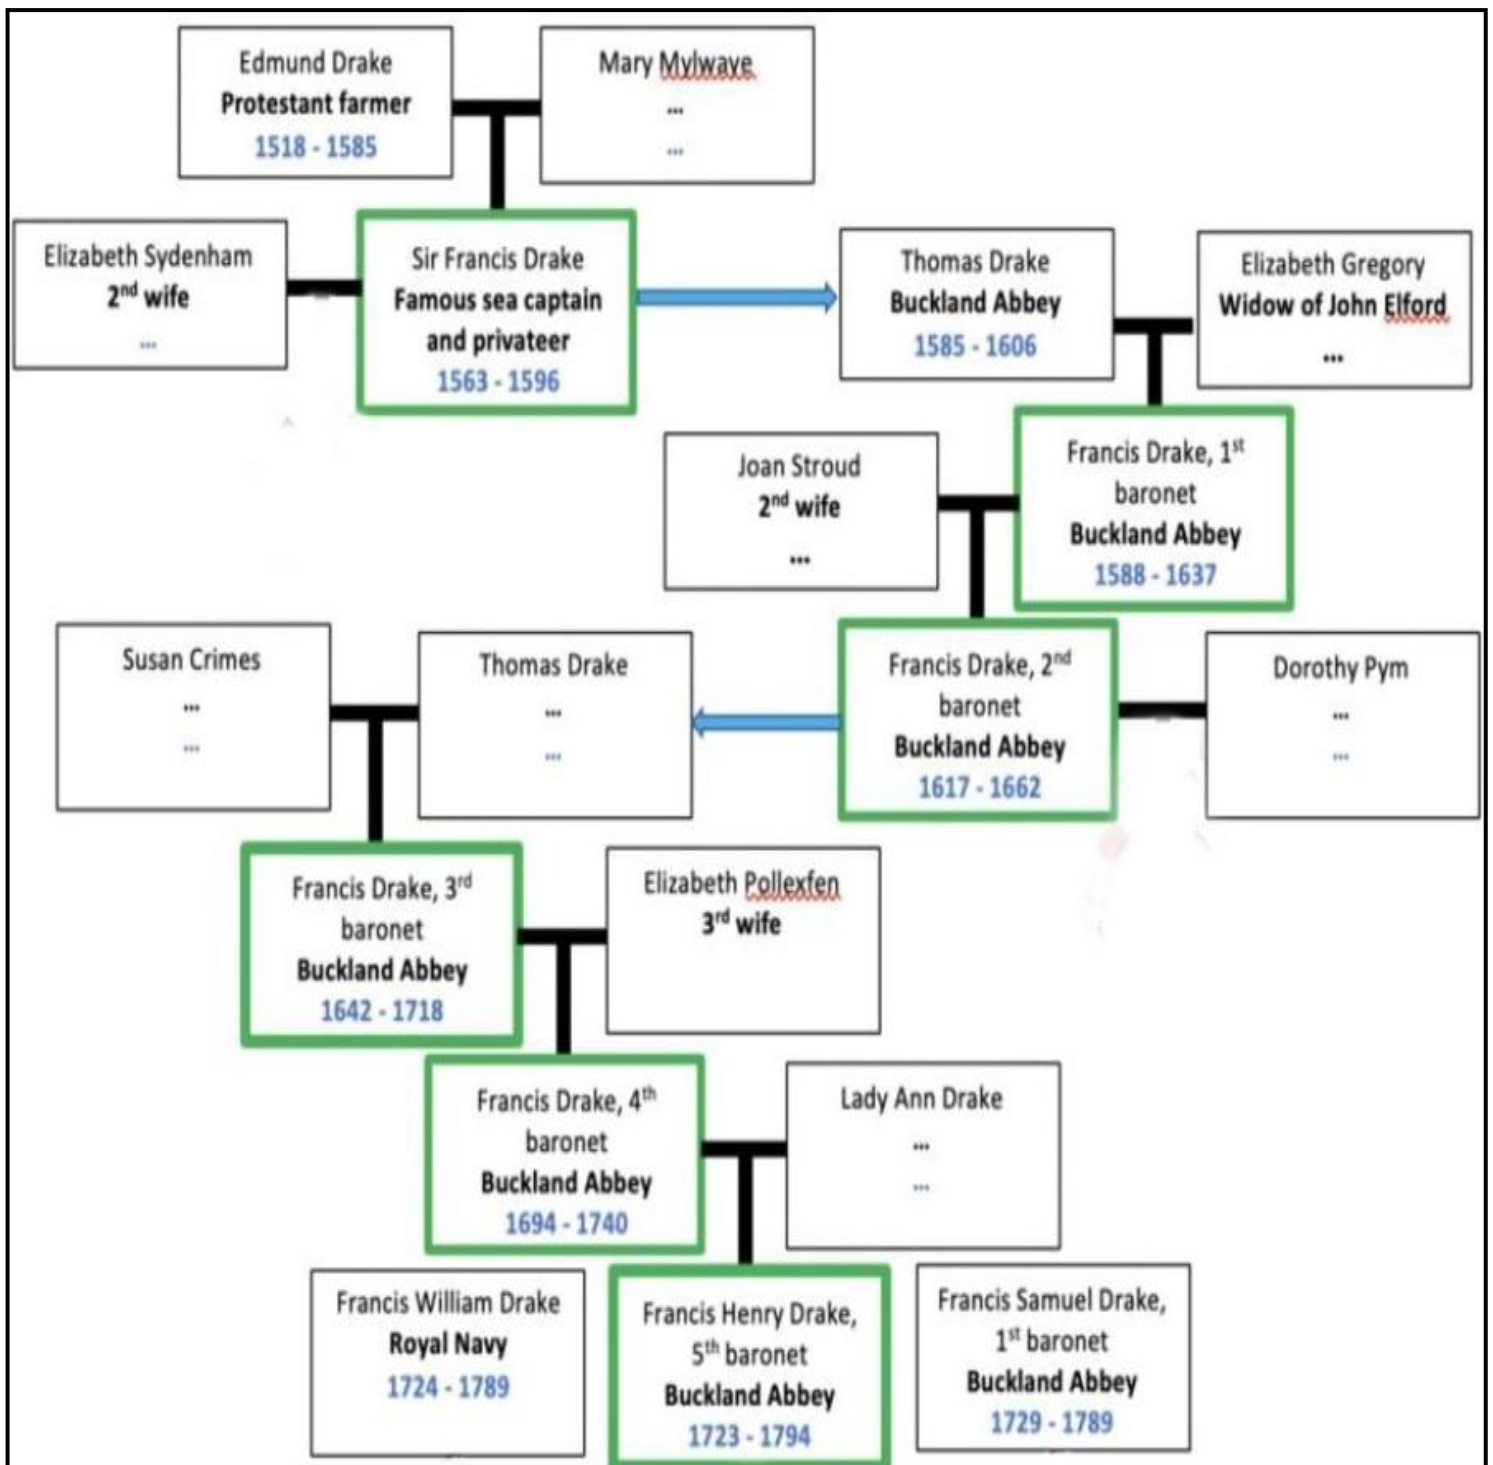 Edmund Drake
Protestant farmer
1518 - 1585
Mary Mylwaye
...
...
Elizabeth Sydenham
2nd wife
...
Sir Francis Drake
Famous sea captain
and privateer
1563 - 1596
Thomas Drake
Buckland Abbey
1585 - 1606
Elizabeth Gregory
Widow of John Elford
...
Joan Stroud
2nd wife
...
Francis Drake, 1st
baronet
Buckland Abbey
1588 - 1637
Susan Crimes
...
...
Thomas Drake
...
...
Francis Drake, 2nd
baronet
Buckland Abbey
1617 - 1662
Dorothy Pym
...
...
Francis Drake, 3rd
baronet
Buckland Abbey
1642 - 1718
Elizabeth Pollexfen
3rd wife
Francis Drake, 4th
baronet
Buckland Abbey
1694 - 1740
Lady Ann Drake
...
...
Francis William Drake
Royal Navy
1724 - 1789
Francis Henry Drake,
5th baronet
Buckland Abbey
1723 - 1794
Francis Samuel Drake,
1st baronet
Buckland Abbey
1729 - 1789